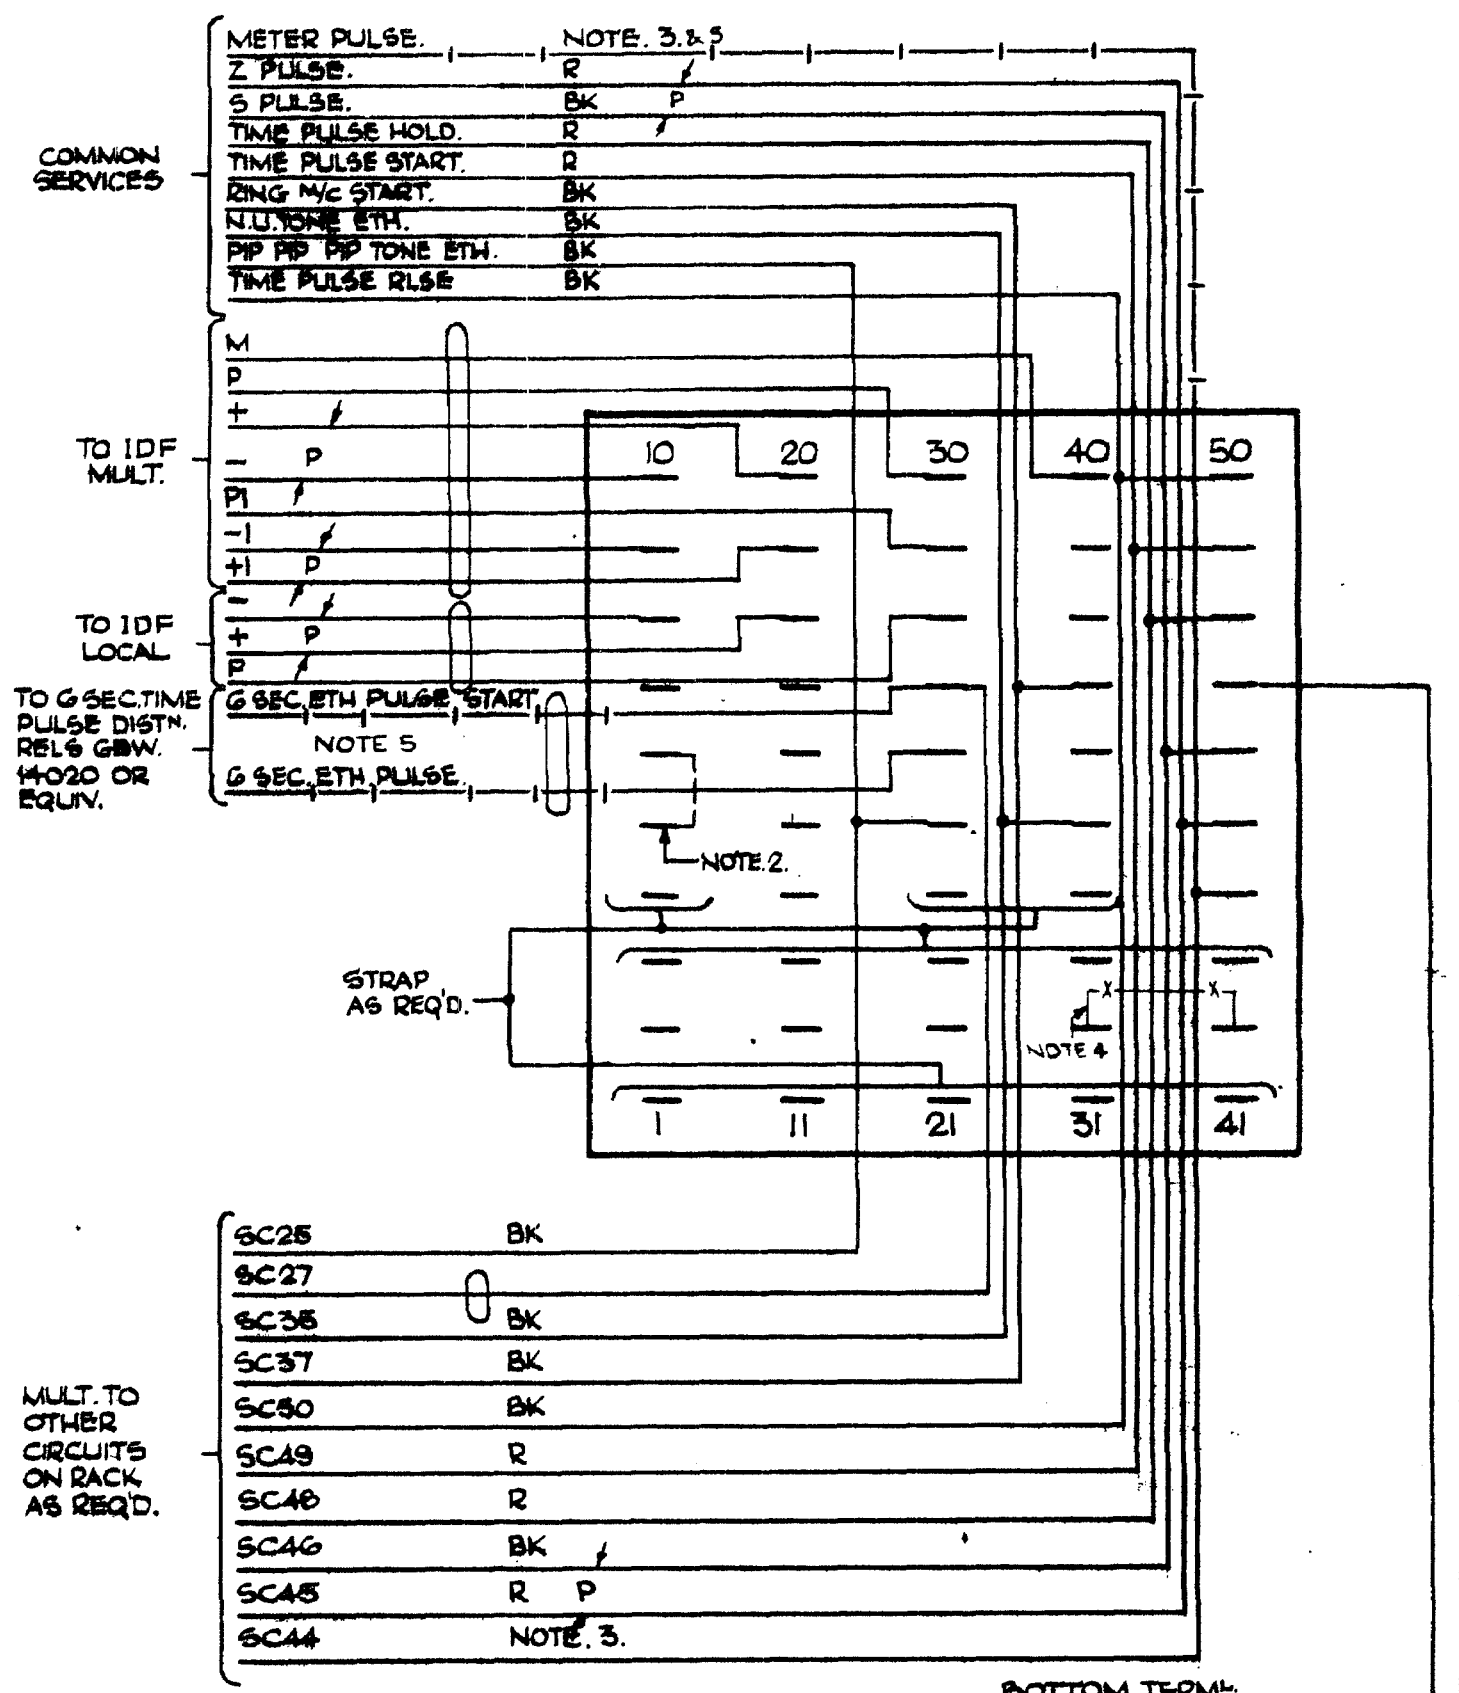 METER PULSE. NOTE. 3. & 5
Z PULSE. R
S PULSE. BK P
TIME PULSE HOLD. R
TIME PULSE START. R
RING M/C START. BK
N.U. TONE ETH. BK
PIP PIP PIP TONE ETH. BK
TIME PULSE RLSE BK
COMMON
SERVICES
M
P
+
- P
P1
-1
+1 P
TO IDF
MULT.
-
+ P
P
TO IDF
LOCAL
6 SEC. ETH PULSE START
NOTE 5
6 SEC. ETH. PULSE.
TO 6 SEC. TIME
PULSE DISTN.
RELS GBW.
14020 OR
EQUIV.
10 20 30 40 50
NOTE. 2.
STRAP
AS REQ'D.
X X
NOTE 4
1 11 21 31 41
SC25 BK
SC27
SC35 BK
SC37 BK
SC50 BK
SC49 R
SC48 R
SC46 BK
SC45 R P
SC44 NOTE. 3.
MULT. TO
OTHER
CIRCUITS
ON RACK
AS REQ'D.
BOTTOM TERML.